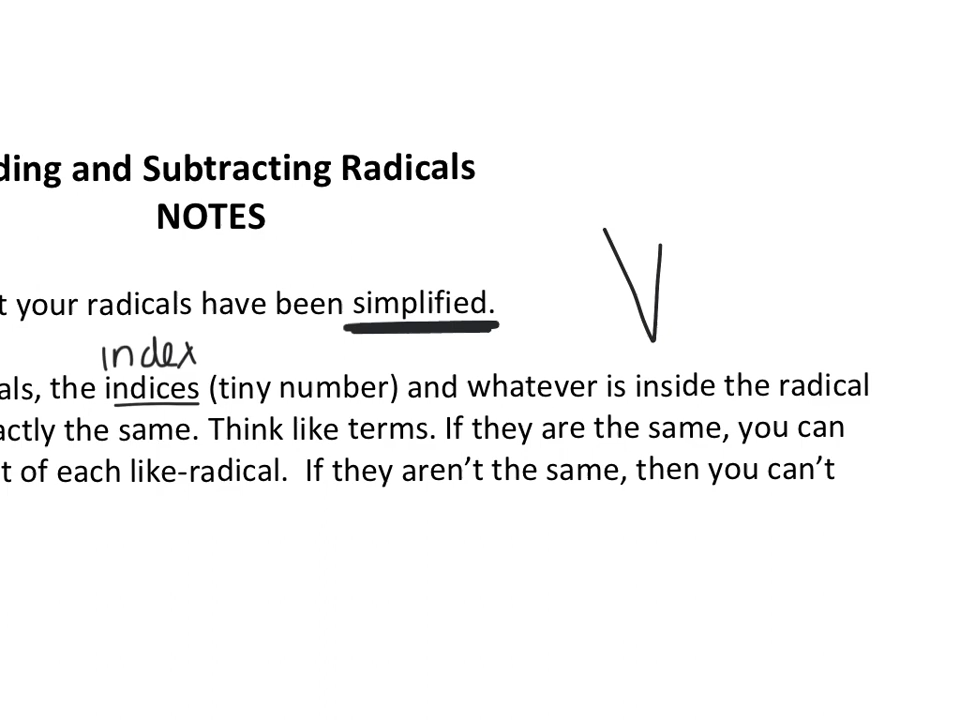 ding and Subtracting Radicals
NOTES
t your radicals have been simplified.
index
als, the indices (tiny number) and whatever is inside the radical
actly the same. Think like terms. If they are the same, you can
t of each like-radical. If they aren’t the same, then you can’t